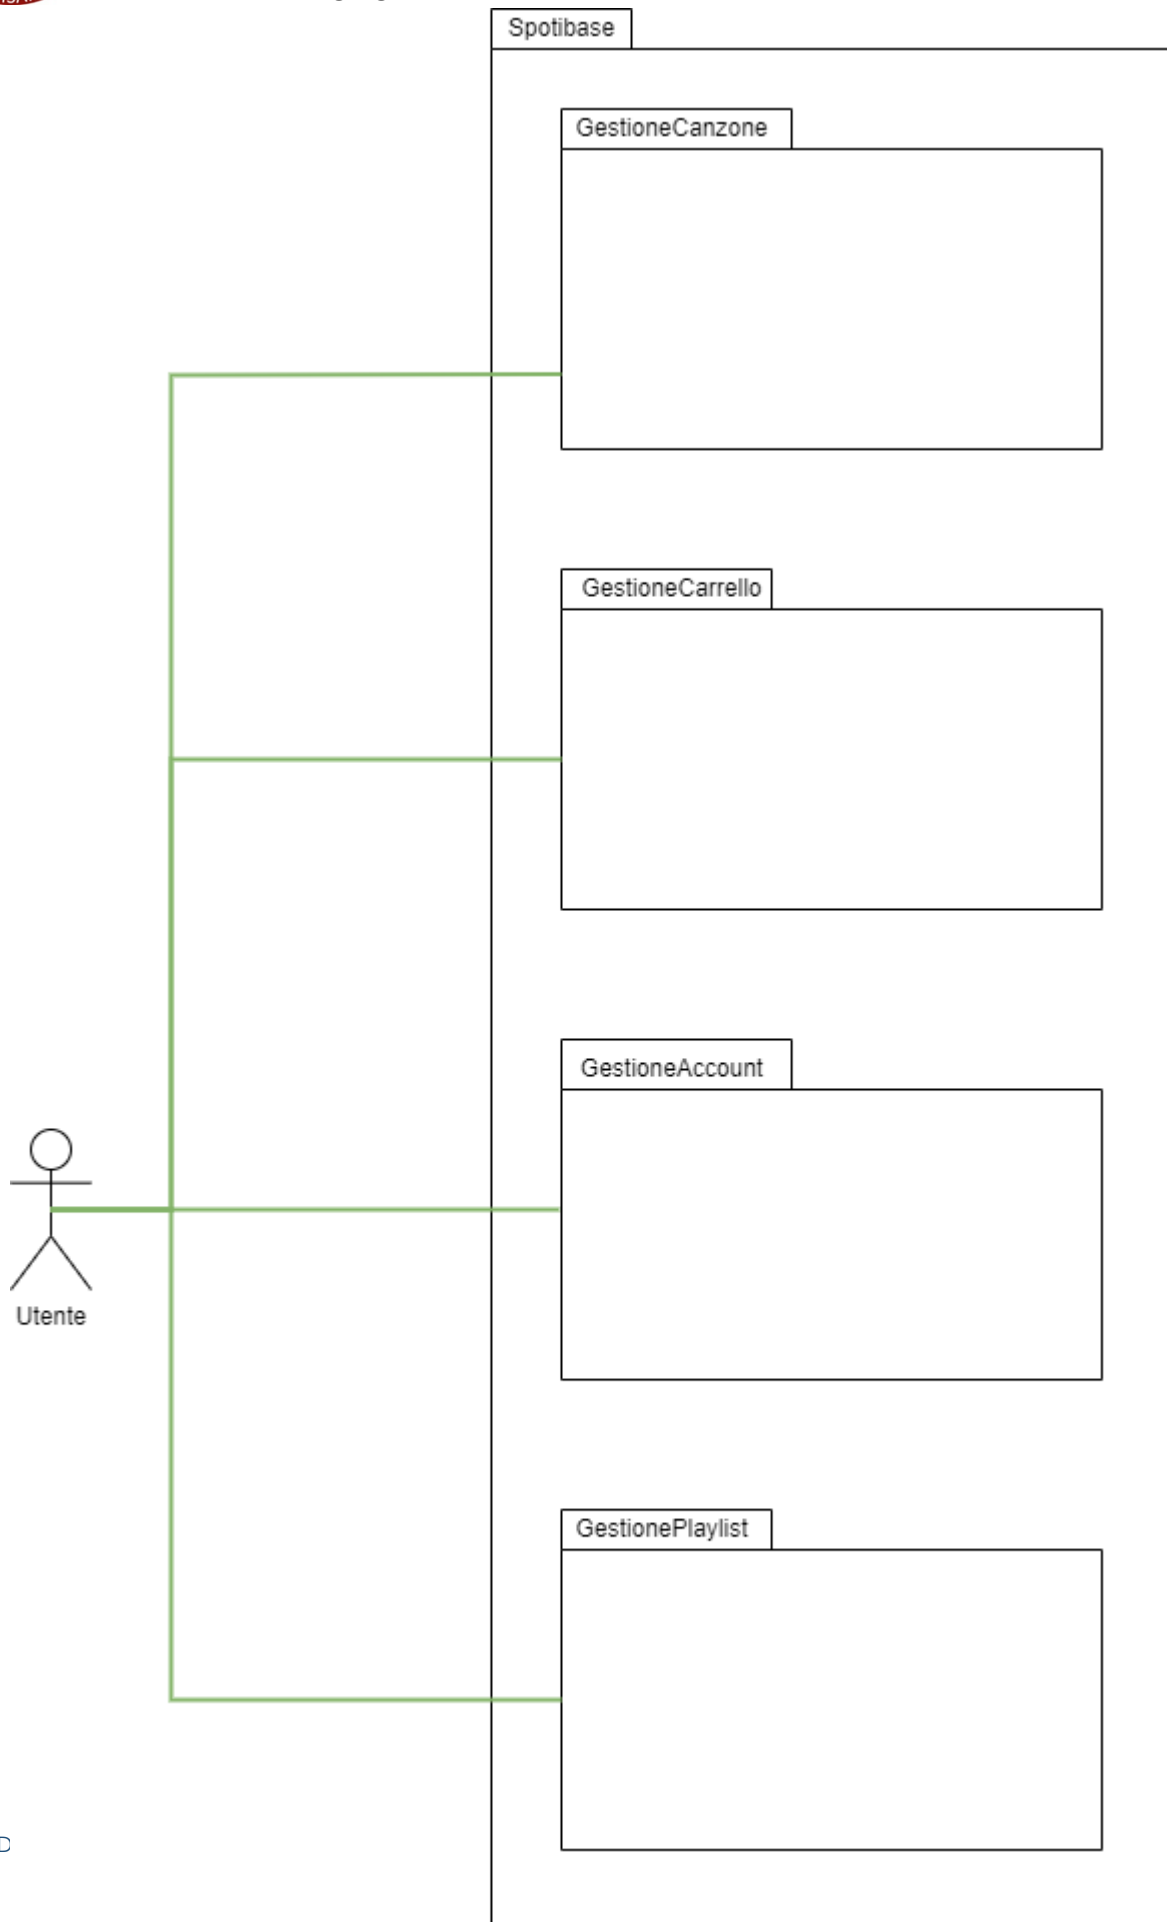 Spotibase
GestioneCanzone
GestioneCarrello
GestioneAccount
Utente
GestionePlaylist
D